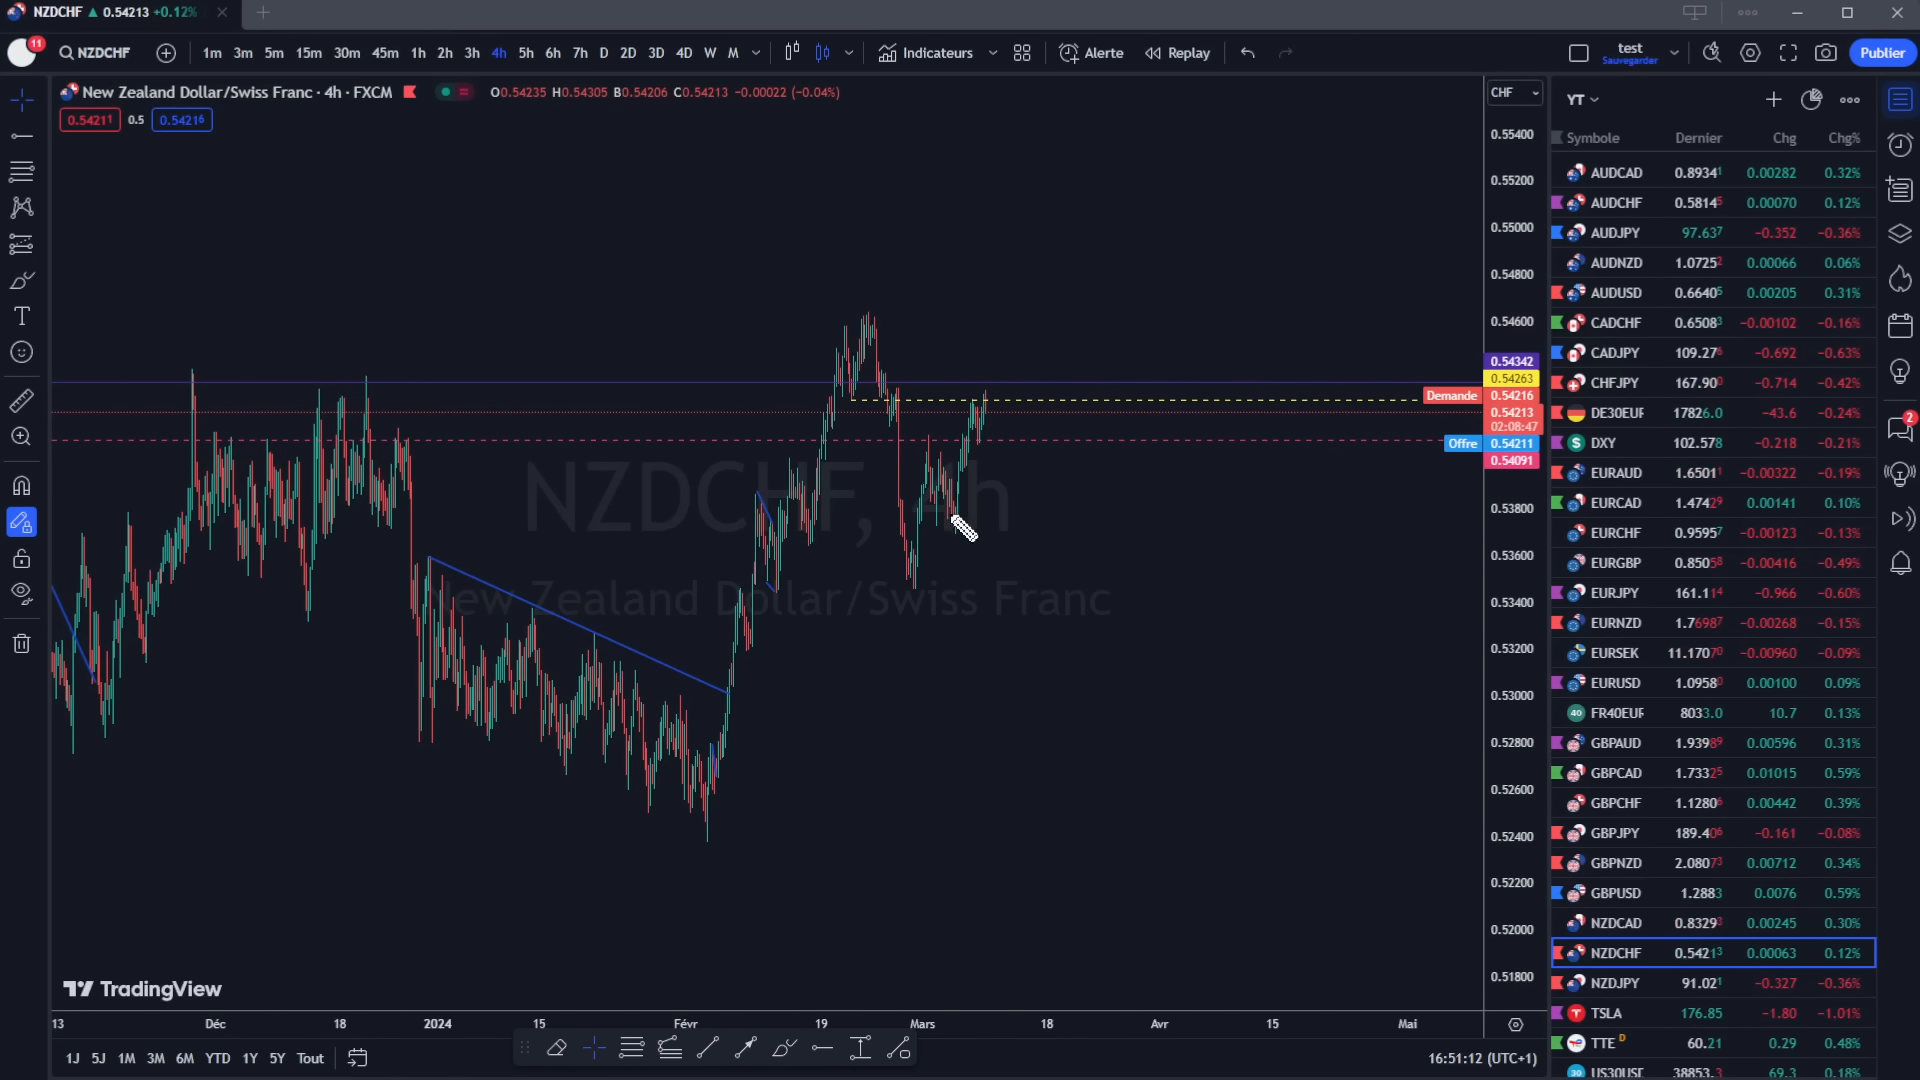 NZDCHF ▲ 0.54213 +0.12%
11
NZDCHF 1m 3m 5m 15m 30m 45m 1h 2h 3h 4h 5h 6h 7h D 2D 3D 4D W M Indicateurs Alerte Replay test Sauvegarder Publier
New Zealand Dollar/Swiss Franc · 4h · FXCM O0.54235 H0.54305 B0.54206 C0.54213 −0.00022 (−0.04%)
0.54211 0.5 0.54216
CHF
0.55400
0.55200
0.55000
0.54800
0.54600
0.54342
0.54263
Demande 0.54216
0.54213
02:08:47
Offre 0.54211
0.54091
0.53800
0.53600
0.53400
0.53200
0.53000
0.52800
0.52600
0.52400
0.52200
0.52000
0.51800
NZDCHF, 4h
New Zealand Dollar/Swiss Franc
TradingView
13 Déc 18 2024 15 Févr 19 Mars 18 Avr 15 Mai
1J 5J 1M 3M 6M YTD 1Y 5Y Tout
16:51:12 (UTC+1)
YT
Symbole Dernier Chg Chg%
AUDCAD 0.89341 0.00282 0.32%
AUDCHF 0.58145 0.00070 0.12%
AUDJPY 97.637 −0.352 −0.36%
AUDNZD 1.07252 0.00066 0.06%
AUDUSD 0.66405 0.00205 0.31%
CADCHF 0.65083 −0.00102 −0.16%
CADJPY 109.276 −0.692 −0.63%
CHFJPY 167.900 −0.714 −0.42%
DE30EUR 17826.0 −43.6 −0.24%
DXY 102.578 −0.218 −0.21%
2
EURAUD 1.65011 −0.00322 −0.19%
EURCAD 1.47429 0.00141 0.10%
EURCHF 0.95957 −0.00123 −0.13%
EURGBP 0.85058 −0.00416 −0.49%
EURJPY 161.114 −0.966 −0.60%
EURNZD 1.76987 −0.00268 −0.15%
EURSEK 11.17070 −0.00960 −0.09%
EURUSD 1.09580 0.00100 0.09%
40 FR40EUR 8033.0 10.7 0.13%
GBPAUD 1.93989 0.00596 0.31%
GBPCAD 1.73325 0.01015 0.59%
GBPCHF 1.12806 0.00442 0.39%
GBPJPY 189.406 −0.161 −0.08%
GBPNZD 2.08073 0.00712 0.34%
GBPUSD 1.2883 0.0076 0.59%
NZDCAD 0.83293 0.00245 0.30%
NZDCHF 0.54213 0.00063 0.12%
NZDJPY 91.021 −0.327 −0.36%
TSLA 176.85 −1.80 −1.01%
TTE D 60.21 0.29 0.48%
30 US30USD 38853.3 69.3 0.18%